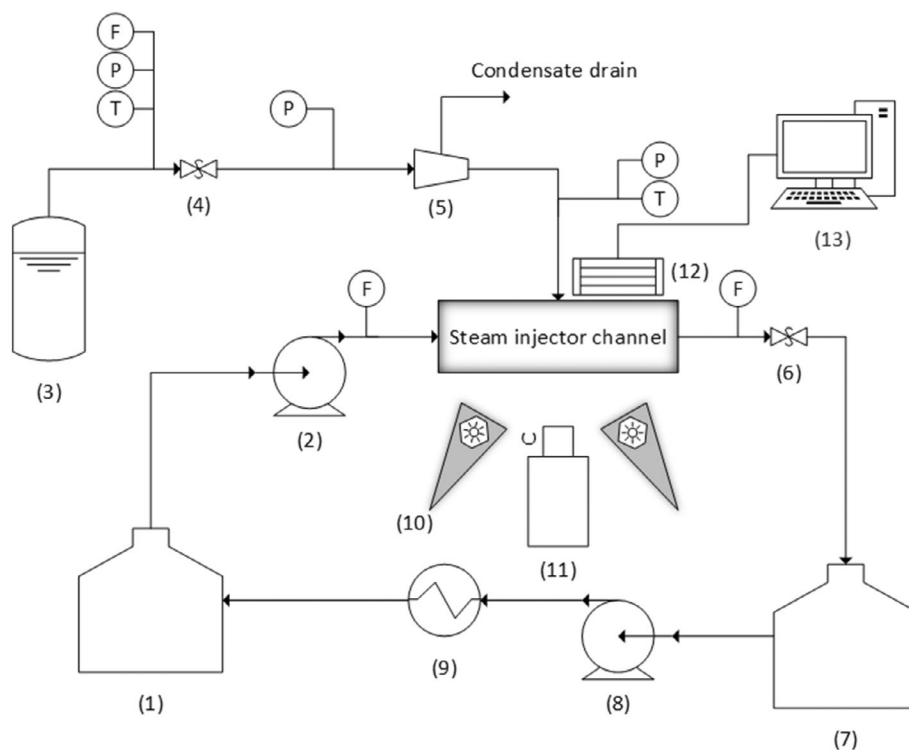 F
P
T
P
Condensate drain
(4)
(5)
P
T
(13)
(12)
(3)
F
Steam injector channel
F
(6)
(2)
C
(10)
(11)
(1)
(9)
(8)
(7)